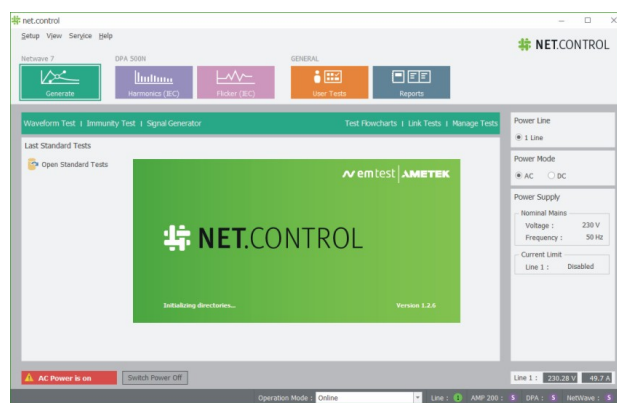 net.control
Setup View Service Help
NET.CONTROL
Netwave 7
DPA 500N
GENERAL
Generate
Harmonics (IEC)
Flicker (IEC)
User Tests
Reports
Waveform Test | Immunity Test | Signal Generator
Test Flowcharts | Link Tests | Manage Tests
Last Standard Tests
Open Standard Tests
em test AMETEK
NET.CONTROL
Initializing directories...
Version 1.2.6
Power Line
1 Line
Power Mode
AC DC
Power Supply
Nominal Mains
Voltage : 230 V
Frequency : 50 Hz
Current Limit
Line 1 : Disabled
AC Power is on
Switch Power Off
Line 1 : 230.28 V 49.7 A
Operation Mode : Online
Line : 1 AMP 200 : S DPA : S NetWave : S